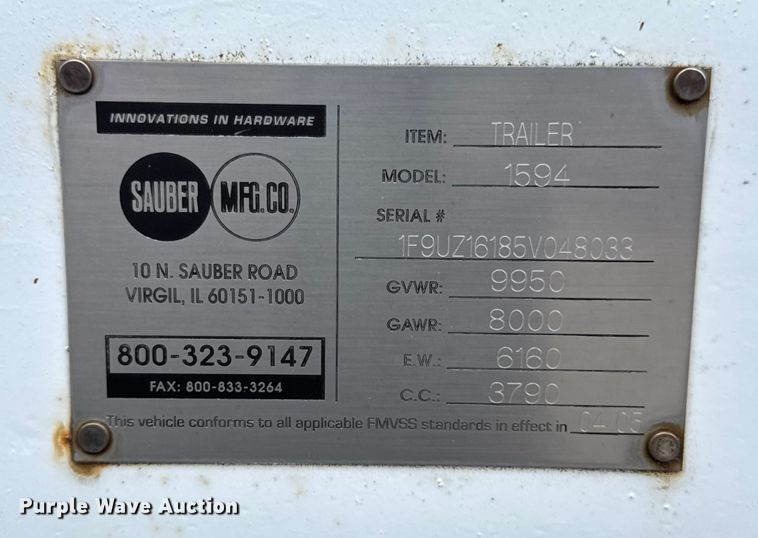 INNOVATIONS IN HARDWARE
SAUBER MFG.CO.
10 N. SAUBER ROAD
VIRGIL, IL 60151-1000
800-323-9147
FAX: 800-833-3264
ITEM: TRAILER
MODEL: 1594
SERIAL #
1F9UZ16185V048033
GVWR: 9950
GAWR: 8000
E.W.: 6160
C.C.: 3790
This vehicle conforms to all applicable FMVSS standards in effect in 04 05
Purple Wave Auction